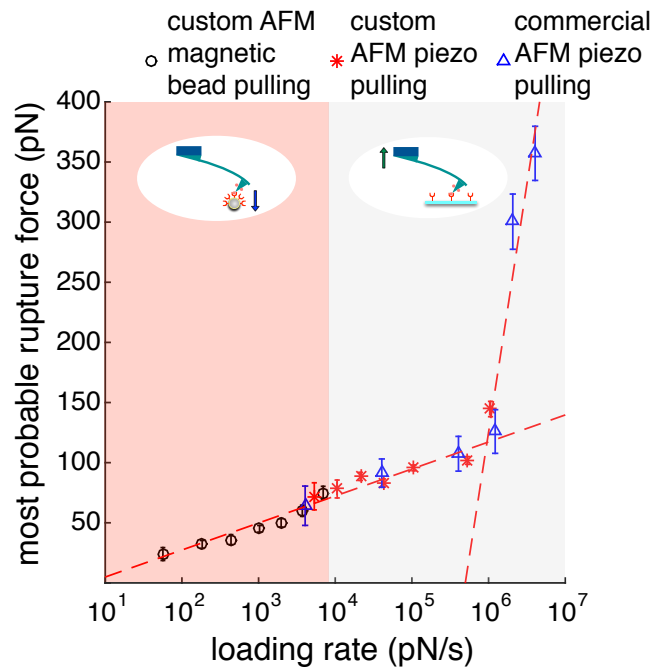 custom AFM
magnetic
bead pulling
custom
AFM piezo
pulling
commercial
AFM piezo
pulling
most probable rupture force (pN)
400
350
300
250
200
150
100
50
10^1 10^2 10^3 10^4 10^5 10^6 10^7
loading rate (pN/s)